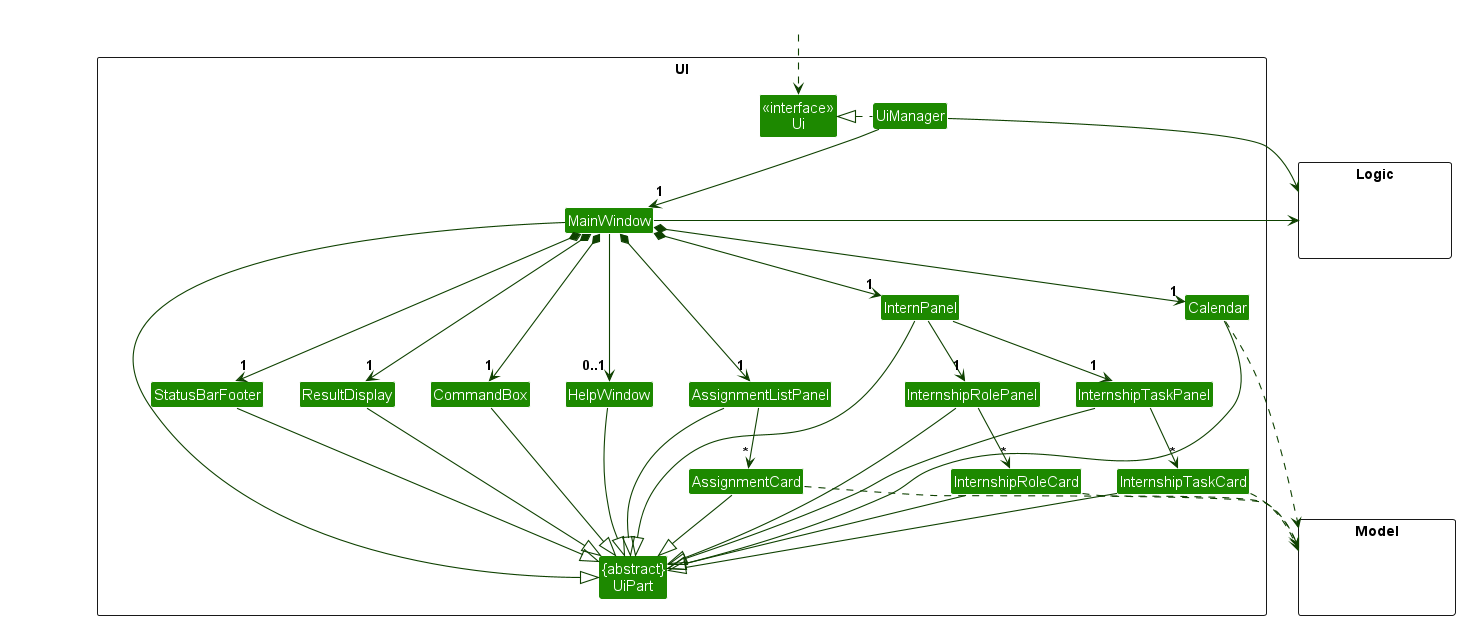 UI
«interface»
Ui
UiManager
Logic
1
MainWindow
1
1
InternPanel
Calendar
1
1
1
0..1
1
1
1
StatusBarFooter
ResultDisplay
CommandBox
HelpWindow
AssignmentListPanel
InternshipRolePanel
InternshipTaskPanel
*
*
*
AssignmentCard
InternshipRoleCard
InternshipTaskCard
Model
{abstract}
UiPart